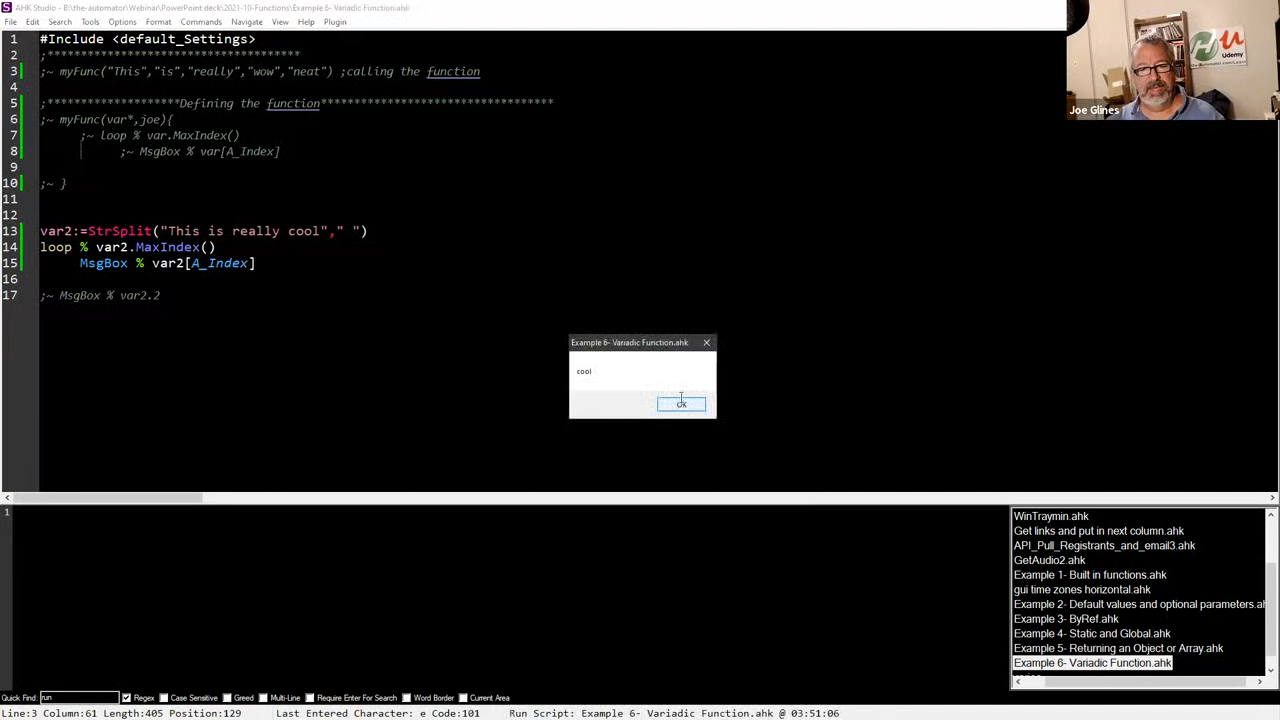 AHK Studio - B:\the-automator\Webinar\PowerPoint deck\2021-10-Functions\Example 6- Variadic Function.ahk
File Edit Search Tools Options Format Commands Navigate View Help Plugin
1 #Include <default_Settings>
2 ;************************************
3 ;~ myFunc("This","is","really","wow","neat") ;calling the function
4
5 ;********************Defining the function***********************************
6 ;~ myFunc(var*,joe){
7 ;~ loop % var.MaxIndex()
8 ;~ MsgBox % var[A_Index]
9
10 ;~ }
11
12
13 var2:=StrSplit("This is really cool"," ")
14 loop % var2.MaxIndex()
15 MsgBox % var2[A_Index]
16
17 ;~ MsgBox % var2.2
Udemy
Joe Glines
Example 6- Variadic Function.ahk
cool
OK
1
WinTraymin.ahk
Get links and put in next column.ahk
API_Pull_Registrants_and_email3.ahk
GetAudio2.ahk
Example 1- Built in functions.ahk
gui time zones horizontal.ahk
Example 2- Default values and optional parameters.ah
Example 3- ByRef.ahk
Example 4- Static and Global.ahk
Example 5- Returning an Object or Array.ahk
Example 6- Variadic Function.ahk
Quick Find: run Regex Case Sensitive Greed Multi-Line Require Enter For Search Word Border Current Area
Line:3 Column:61 Length:405 Position:129 Last Entered Character: e Code:101 Run Script: Example 6- Variadic Function.ahk @ 03:51:06